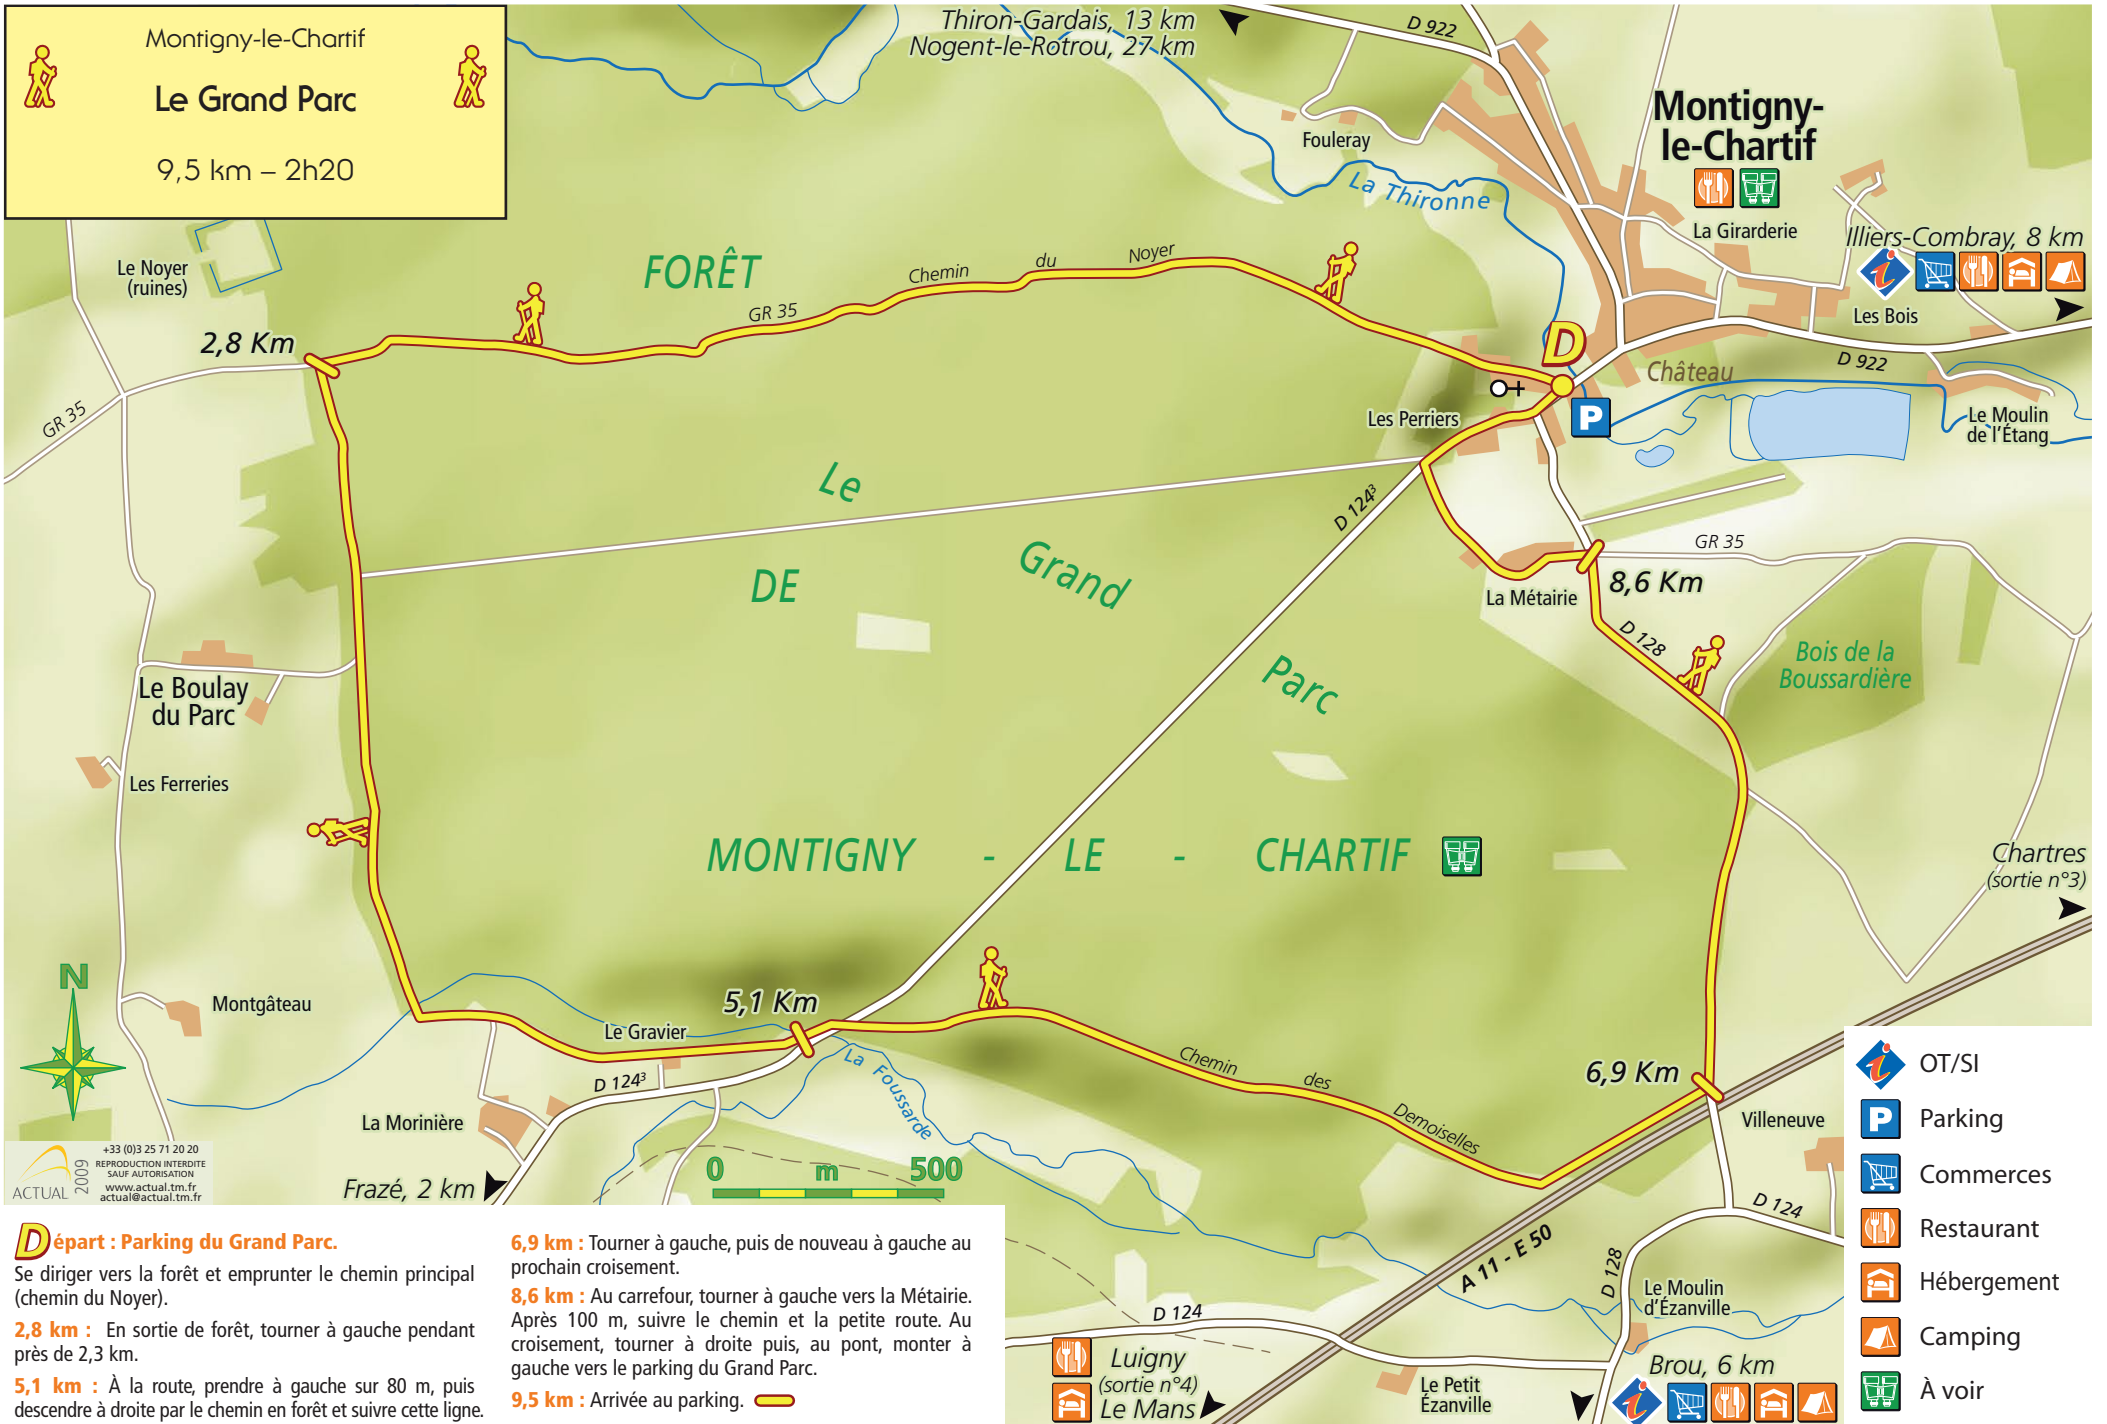 Montigny-le-Chartif
Le Grand Parc
9,5 km – 2h20
Thiron-Gardais, 13 km
Nogent-le-Rotrou, 27 km
D 922
Montigny-
le-Chartif
Fouleray
La Thironne
La Girarderie
Illiers-Combray, 8 km
i
Les Bois
D 922
Le Noyer
(ruines)
FORÊT
Chemin du Noyer
GR 35
2,8 Km
GR 35
D
Château
P
Les Perriers
Le Moulin
de l'Étang
Le
D 124³
DE
Grand
GR 35
8,6 Km
La Métairie
D 128
Parc
Bois de la
Boussardière
Le Boulay
du Parc
Les Ferreries
MONTIGNY - LE - CHARTIF
Chartres
(sortie n°3)
N
Montgâteau
5,1 Km
Le Gravier
La Foussarde
Chemin des Demoiselles
6,9 Km
D 124³
La Morinière
Villeneuve
Frazé, 2 km
0 m 500
D 124
A 11 - E 50
D 128
Le Moulin
d'Ézanville
D 124
Luigny
(sortie n°4)
Le Mans
Le Petit
Ézanville
Brou, 6 km
i
ACTUAL
2009
+33 (0)3 25 71 20 20
REPRODUCTION INTERDITE
SAUF AUTORISATION
www.actual.tm.fr
actual@actual.tm.fr
Départ : Parking du Grand Parc.
Se diriger vers la forêt et emprunter le chemin principal
(chemin du Noyer).
2,8 km : En sortie de forêt, tourner à gauche pendant
près de 2,3 km.
5,1 km : À la route, prendre à gauche sur 80 m, puis
descendre à droite par le chemin en forêt et suivre cette ligne.
6,9 km : Tourner à gauche, puis de nouveau à gauche au
prochain croisement.
8,6 km : Au carrefour, tourner à gauche vers la Métairie.
Après 100 m, suivre le chemin et la petite route. Au
croisement, tourner à droite puis, au pont, monter à
gauche vers le parking du Grand Parc.
9,5 km : Arrivée au parking.
i OT/SI
P Parking
Commerces
Restaurant
Hébergement
Camping
À voir